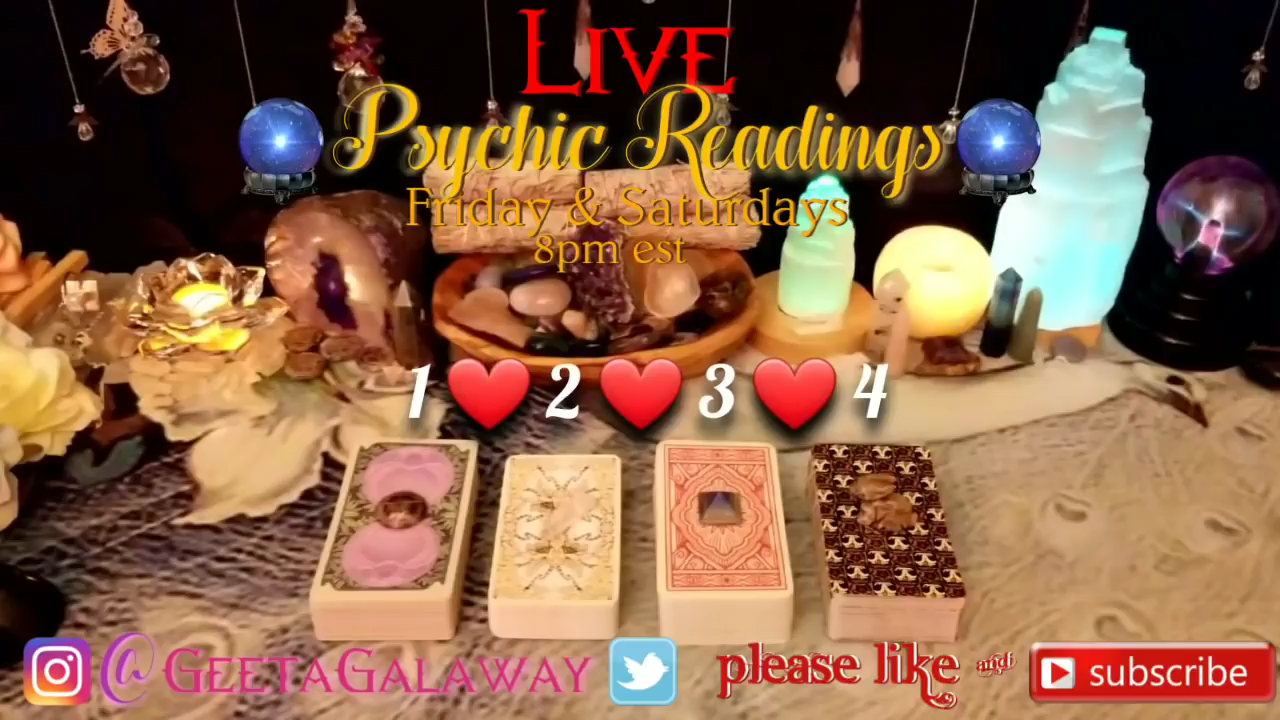 LIVE
Psychic Readings
Friday & Saturdays
8pm est
1 2 3 4
@GEETAGALAWAY please like and subscribe